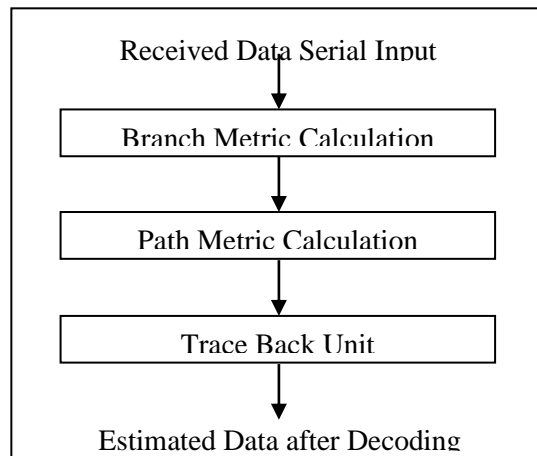 Received Data Serial Input
Branch Metric Calculation
Path Metric Calculation
Trace Back Unit
Estimated Data after Decoding